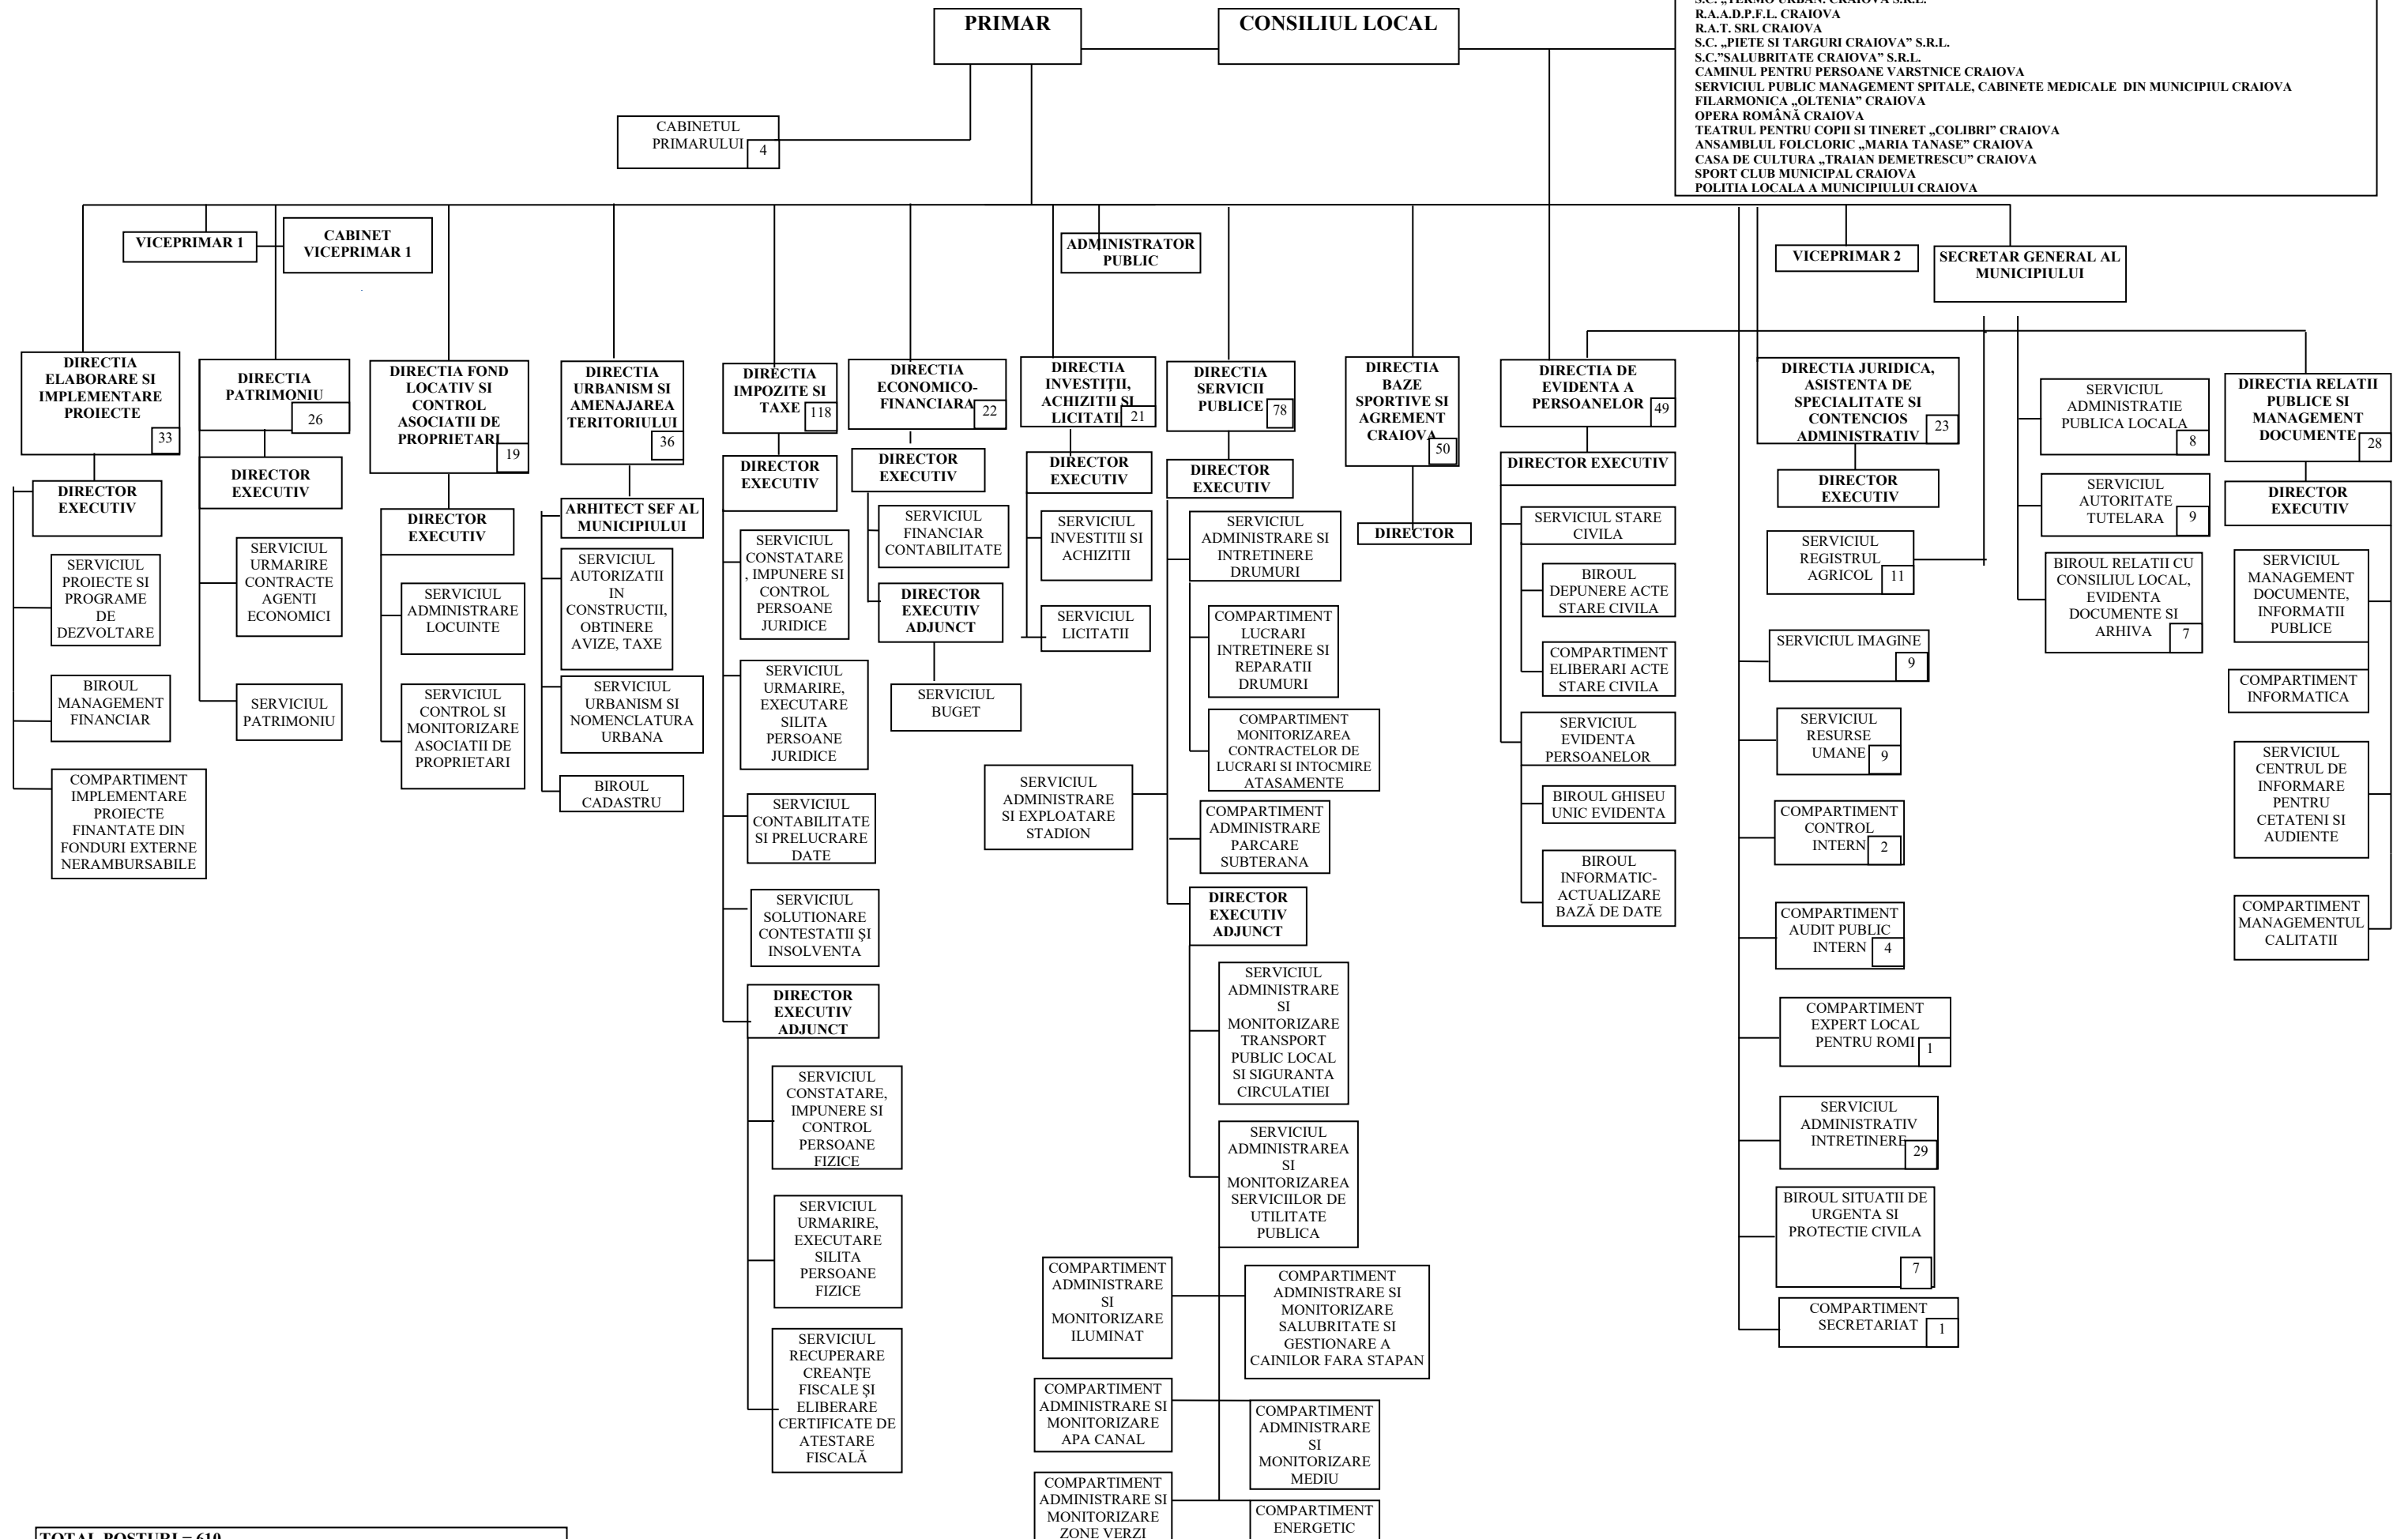 PRIMAR
CONSILIUL LOCAL
S.C. „TERMO URBAN. CRAIOVA S.R.L.
R.A.A.D.P.F.L. CRAIOVA
R.A.T. SRL CRAIOVA
S.C. „PIETE SI TARGURI CRAIOVA” S.R.L.
S.C.”SALUBRITATE CRAIOVA” S.R.L.
CAMINUL PENTRU PERSOANE VARSTNICE CRAIOVA
SERVICIUL PUBLIC MANAGEMENT SPITALE, CABINETE MEDICALE DIN MUNICIPIUL CRAIOVA
FILARMONICA „OLTENIA” CRAIOVA
OPERA ROMÂNĂ CRAIOVA
TEATRUL PENTRU COPII SI TINERET „COLIBRI” CRAIOVA
ANSAMBLUL FOLCLORIC „MARIA TANASE” CRAIOVA
CASA DE CULTURA „TRAIAN DEMETRESCU” CRAIOVA
SPORT CLUB MUNICIPAL CRAIOVA
POLITIA LOCALA A MUNICIPIULUI CRAIOVA
CABINETUL
PRIMARULUI
4
VICEPRIMAR 1
CABINET
VICEPRIMAR 1
ADMINISTRATOR
PUBLIC
VICEPRIMAR 2
SECRETAR GENERAL AL
MUNICIPIULUI
DIRECTIA
ELABORARE SI
IMPLEMENTARE
PROIECTE
33
DIRECTOR
EXECUTIV
SERVICIUL
PROIECTE SI
PROGRAME
DE
DEZVOLTARE
BIROUL
MANAGEMENT
FINANCIAR
COMPARTIMENT
IMPLEMENTARE
PROIECTE
FINANTATE DIN
FONDURI EXTERNE
NERAMBURSABILE
DIRECTIA
PATRIMONIU
26
DIRECTOR
EXECUTIV
SERVICIUL
URMARIRE
CONTRACTE
AGENTI
ECONOMICI
SERVICIUL
PATRIMONIU
DIRECTIA FOND
LOCATIV SI
CONTROL
ASOCIATII DE
PROPRIETARI
19
DIRECTOR
EXECUTIV
SERVICIUL
ADMINISTRARE
LOCUINTE
SERVICIUL
CONTROL SI
MONITORIZARE
ASOCIATII DE
PROPRIETARI
DIRECTIA
URBANISM SI
AMENAJAREA
TERITORIULUI
36
ARHITECT SEF AL
MUNICIPIULUI
SERVICIUL
AUTORIZATII
IN
CONSTRUCTII,
OBTINERE
AVIZE, TAXE
SERVICIUL
URBANISM SI
NOMENCLATURA
URBANA
BIROUL
CADASTRU
DIRECTIA
IMPOZITE SI
TAXE
118
DIRECTOR
EXECUTIV
SERVICIUL
CONSTATARE
, IMPUNERE SI
CONTROL
PERSOANE
JURIDICE
SERVICIUL
URMARIRE,
EXECUTARE
SILITA
PERSOANE
JURIDICE
SERVICIUL
CONTABILITATE
SI PRELUCRARE
DATE
SERVICIUL
SOLUTIONARE
CONTESTATII ŞI
INSOLVENTA
DIRECTOR
EXECUTIV
ADJUNCT
SERVICIUL
CONSTATARE,
IMPUNERE SI
CONTROL
PERSOANE
FIZICE
SERVICIUL
URMARIRE,
EXECUTARE
SILITA
PERSOANE
FIZICE
SERVICIUL
RECUPERARE
CREANŢE
FISCALE ŞI
ELIBERARE
CERTIFICATE DE
ATESTARE
FISCALĂ
DIRECTIA
ECONOMICO-
FINANCIARA
22
DIRECTOR
EXECUTIV
SERVICIUL
FINANCIAR
CONTABILITATE
DIRECTOR
EXECUTIV
ADJUNCT
SERVICIUL
BUGET
DIRECTIA
INVESTIŢII,
ACHIZITII ŞI
LICITATI
21
DIRECTOR
EXECUTIV
SERVICIUL
INVESTITII SI
ACHIZITII
SERVICIUL
LICITATII
DIRECTIA
SERVICII
PUBLICE
78
DIRECTOR
EXECUTIV
SERVICIUL
ADMINISTRARE SI
INTRETINERE
DRUMURI
COMPARTIMENT
LUCRARI
INTRETINERE SI
REPARATII
DRUMURI
COMPARTIMENT
MONITORIZAREA
CONTRACTELOR DE
LUCRARI SI INTOCMIRE
ATASAMENTE
SERVICIUL
ADMINISTRARE
SI EXPLOATARE
STADION
COMPARTIMENT
ADMINISTRARE
PARCARE
SUBTERANA
DIRECTOR
EXECUTIV
ADJUNCT
SERVICIUL
ADMINISTRARE
SI
MONITORIZARE
TRANSPORT
PUBLIC LOCAL
SI SIGURANTA
CIRCULATIEI
SERVICIUL
ADMINISTRAREA
SI
MONITORIZAREA
SERVICIILOR DE
UTILITATE
PUBLICA
COMPARTIMENT
ADMINISTRARE
SI
MONITORIZARE
ILUMINAT
COMPARTIMENT
ADMINISTRARE SI
MONITORIZARE
SALUBRITATE SI
GESTIONARE A
CAINILOR FARA STAPAN
COMPARTIMENT
ADMINISTRARE SI
MONITORIZARE
APA CANAL
COMPARTIMENT
ADMINISTRARE
SI
MONITORIZARE
MEDIU
COMPARTIMENT
ADMINISTRARE SI
MONITORIZARE
ZONE VERZI
COMPARTIMENT
ENERGETIC
DIRECTIA
BAZE
SPORTIVE SI
AGREMENT
CRAIOVA
50
DIRECTOR
DIRECTIA DE
EVIDENTA A
PERSOANELOR
49
DIRECTOR EXECUTIV
SERVICIUL STARE
CIVILA
BIROUL
DEPUNERE ACTE
STARE CIVILA
COMPARTIMENT
ELIBERARI ACTE
STARE CIVILA
SERVICIUL
EVIDENTA
PERSOANELOR
BIROUL GHISEU
UNIC EVIDENTA
BIROUL
INFORMATIC-
ACTUALIZARE
BAZĂ DE DATE
DIRECTIA JURIDICA,
ASISTENTA DE
SPECIALITATE SI
CONTENCIOS
ADMINISTRATIV
23
DIRECTOR
EXECUTIV
SERVICIUL
REGISTRUL
AGRICOL
11
SERVICIUL IMAGINE
9
SERVICIUL
RESURSE
UMANE
9
COMPARTIMENT
CONTROL
INTERN
2
COMPARTIMENT
AUDIT PUBLIC
INTERN
4
COMPARTIMENT
EXPERT LOCAL
PENTRU ROMI
1
SERVICIUL
ADMINISTRATIV
INTRETINERE
29
BIROUL SITUATII DE
URGENTA SI
PROTECTIE CIVILA
7
COMPARTIMENT
SECRETARIAT
1
SERVICIUL
ADMINISTRATIE
PUBLICA LOCALA
8
SERVICIUL
AUTORITATE
TUTELARA
9
BIROUL RELATII CU
CONSILIUL LOCAL,
EVIDENTA
DOCUMENTE SI
ARHIVA
7
DIRECTIA RELATII
PUBLICE SI
MANAGEMENT
DOCUMENTE
28
DIRECTOR
EXECUTIV
SERVICIUL
MANAGEMENT
DOCUMENTE,
INFORMATII
PUBLICE
COMPARTIMENT
INFORMATICA
SERVICIUL
CENTRUL DE
INFORMARE
PENTRU
CETATENI SI
AUDIENTE
COMPARTIMENT
MANAGEMENTUL
CALITATII
TOTAL POSTURI = 610